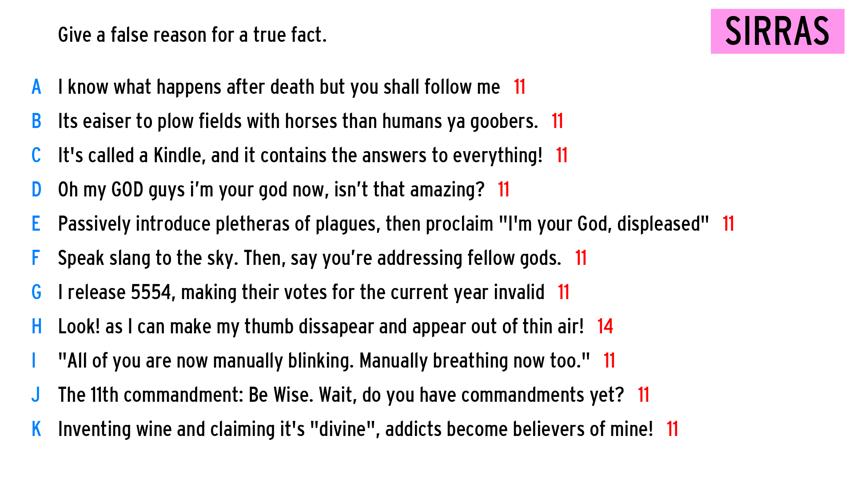 Give a false reason for a true fact.
SIRRAS
A I know what happens after death but you shall follow me 11
B Its eaiser to plow fields with horses than humans ya goobers. 11
C It's called a Kindle, and it contains the answers to everything! 11
D Oh my GOD guys i’m your god now, isn’t that amazing? 11
E Passively introduce pletheras of plagues, then proclaim "I'm your God, displeased" 11
F Speak slang to the sky. Then, say you’re addressing fellow gods. 11
G I release 5554, making their votes for the current year invalid 11
H Look! as I can make my thumb dissapear and appear out of thin air! 14
I "All of you are now manually blinking. Manually breathing now too." 11
J The 11th commandment: Be Wise. Wait, do you have commandments yet? 11
K Inventing wine and claiming it's "divine", addicts become believers of mine! 11